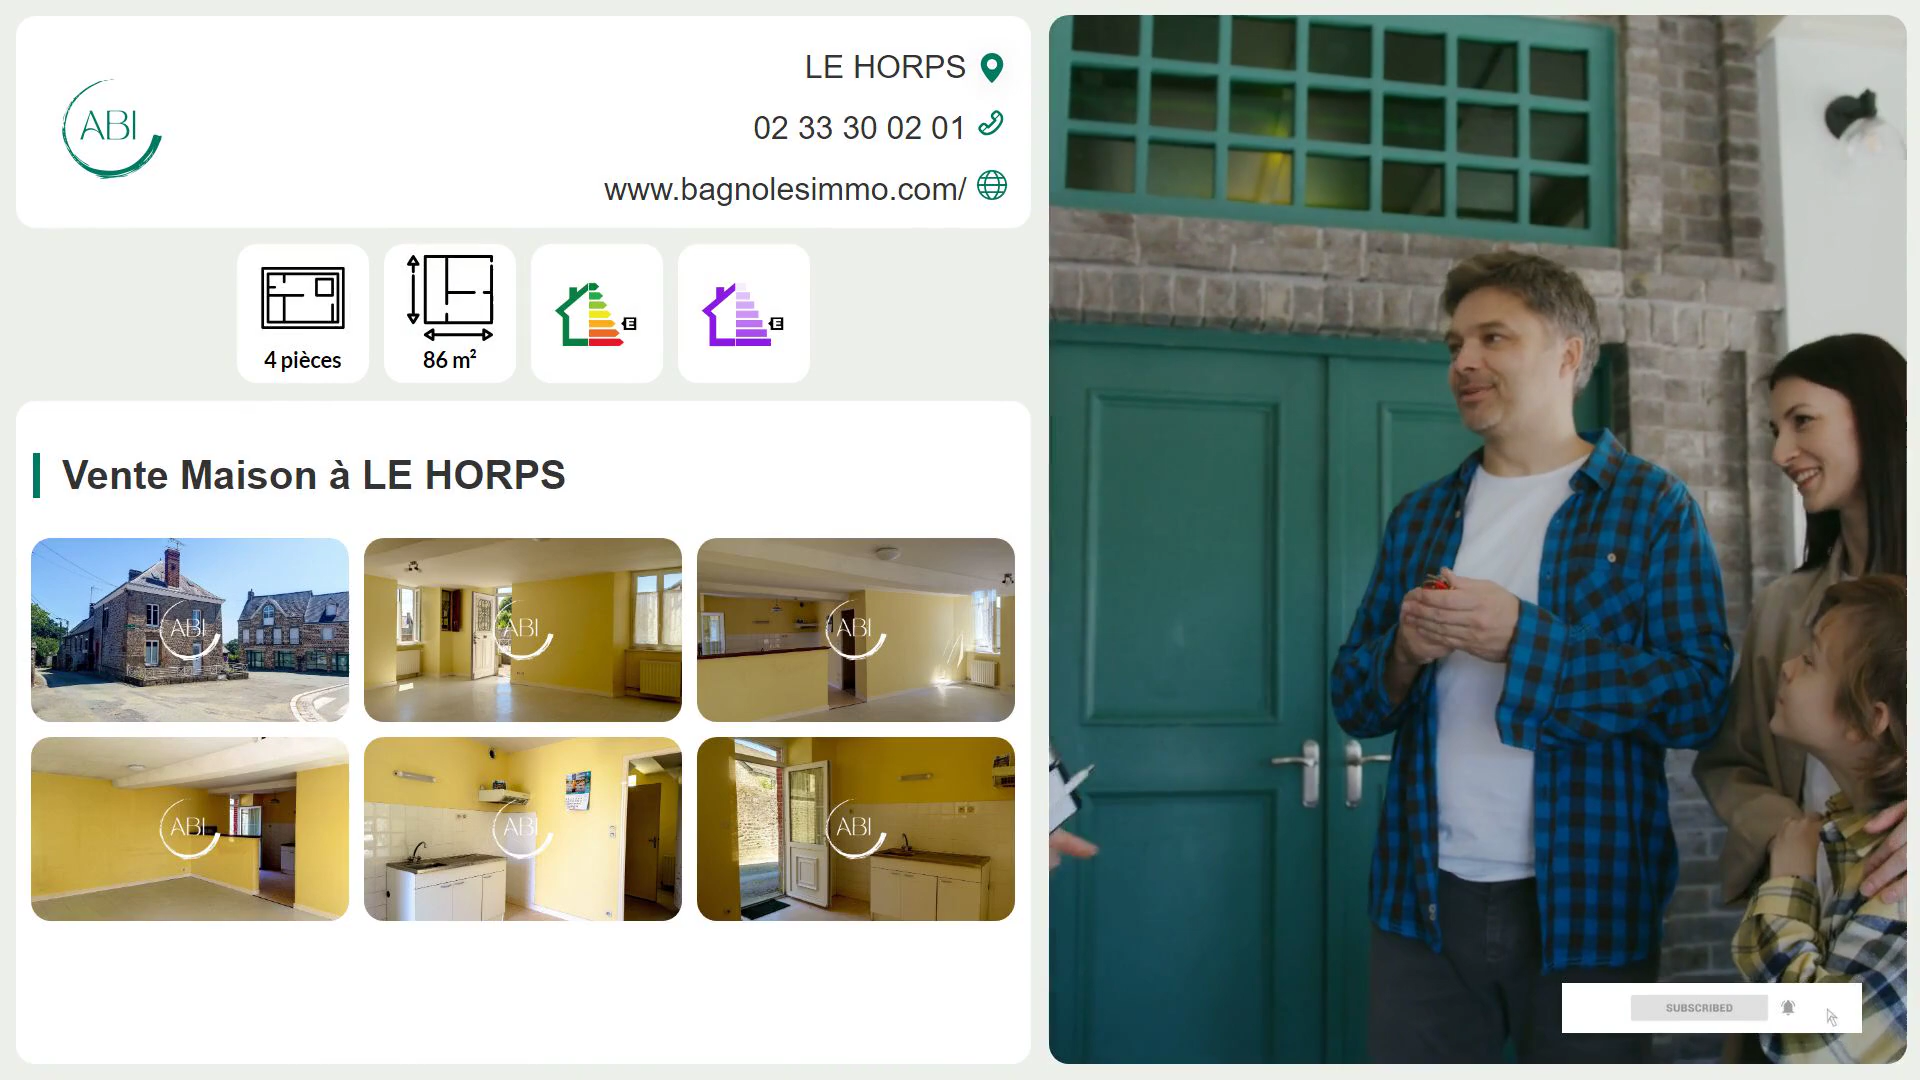 ABI
LE HORPS
02 33 30 02 01
www.bagnolesimmo.com/
4 pièces
86 m²
E
E
Vente Maison à LE HORPS
ABI
ABI
ABI
ABI
ABI
ABI
SUBSCRIBED